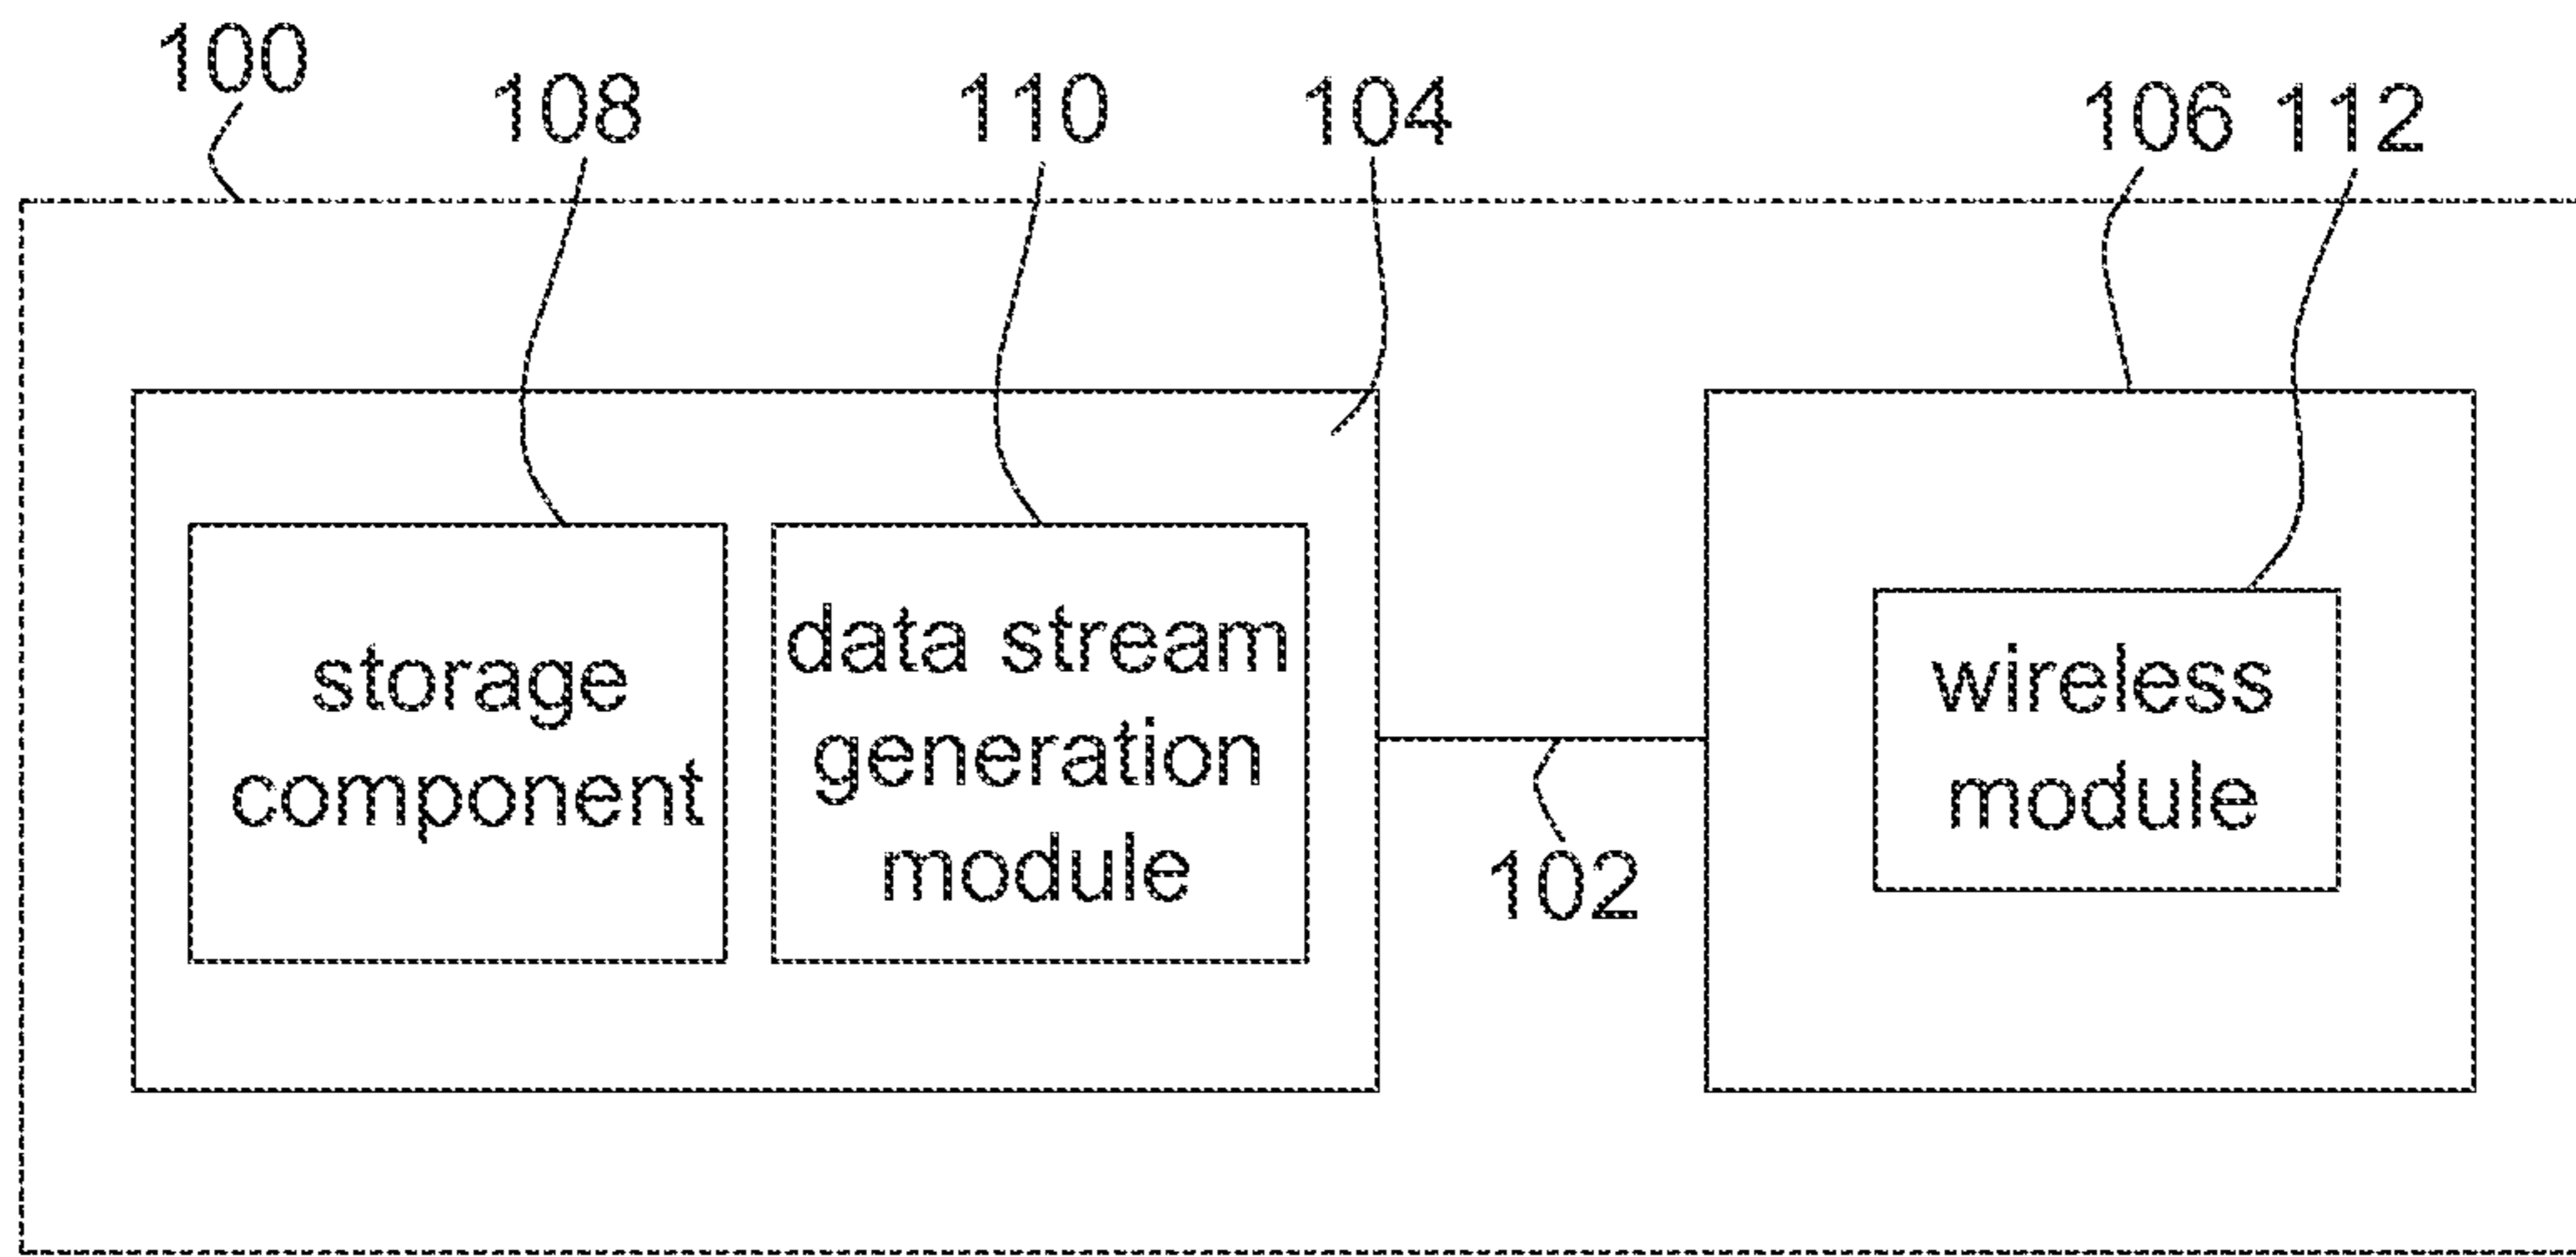 100
108
110
104
106
112
storage
component
data stream
generation
module
wireless
module
102